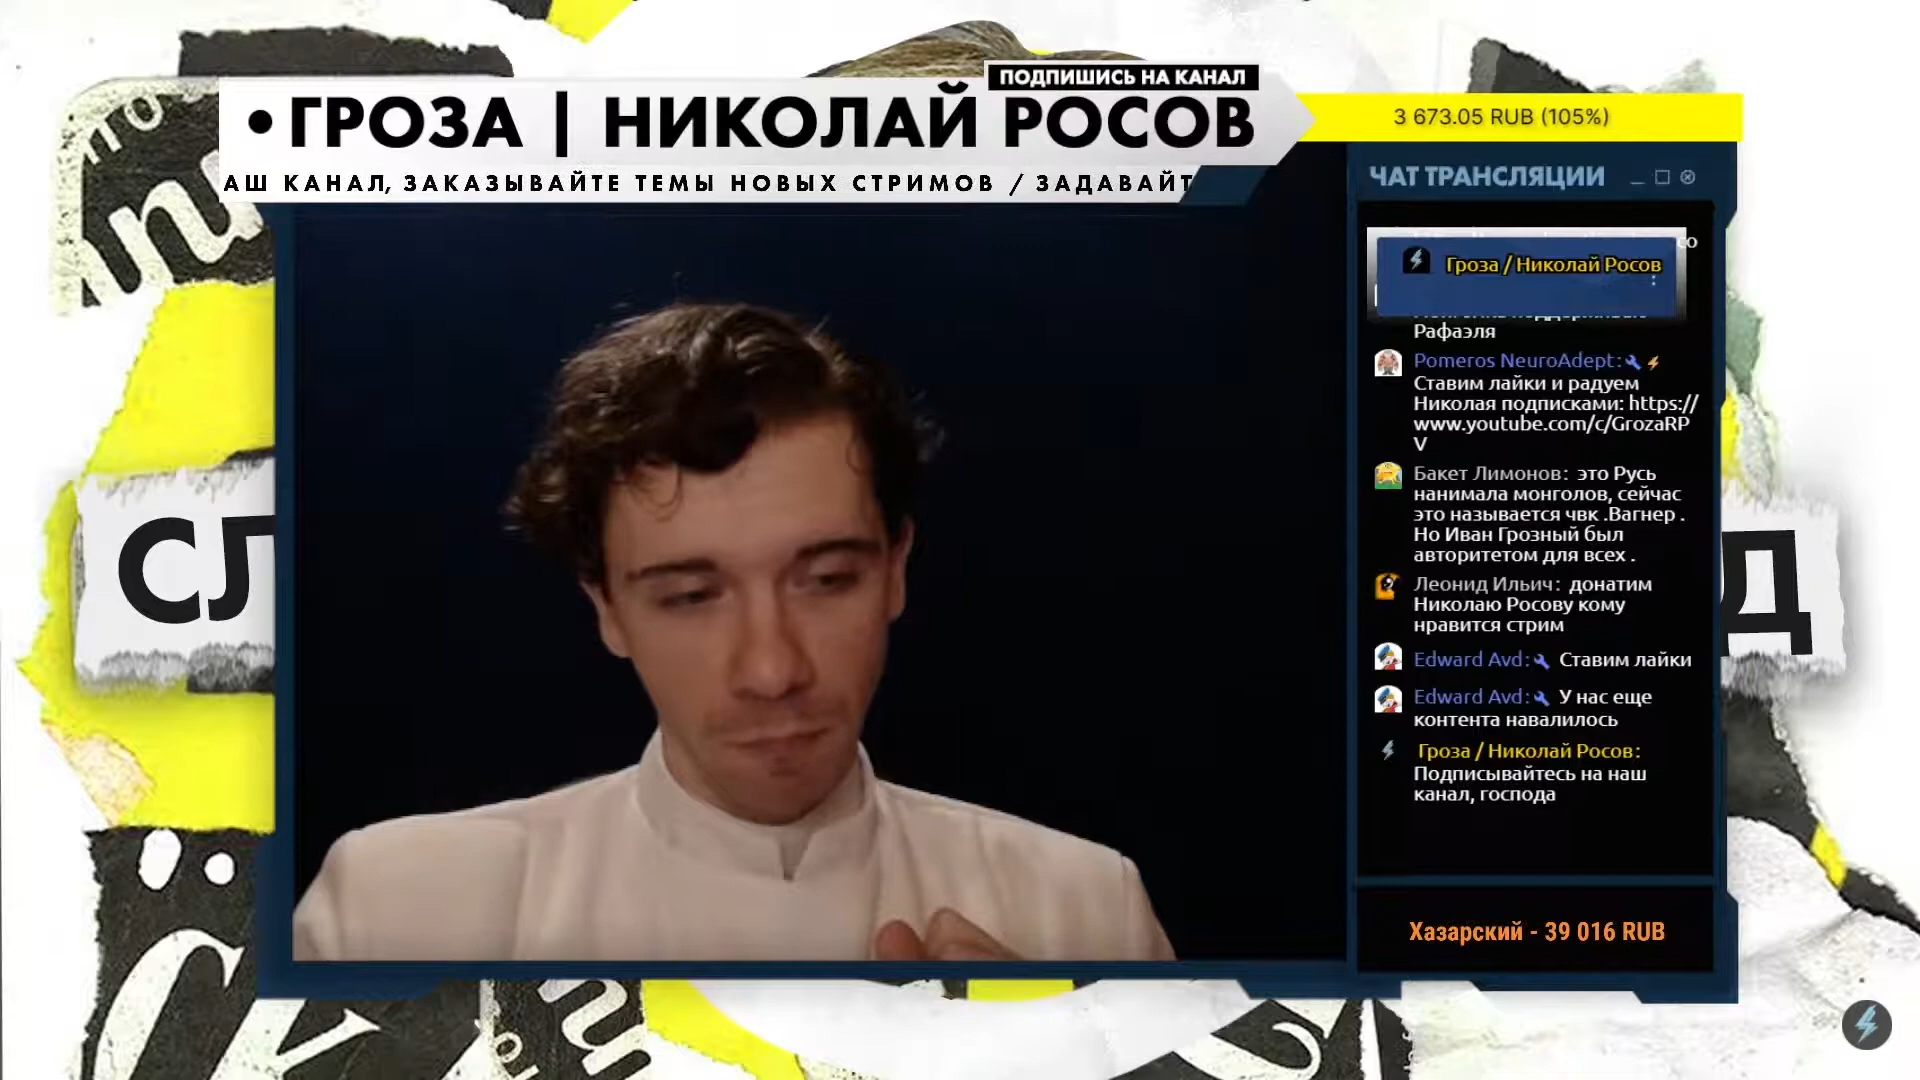 ПОДПИШИСЬ НА КАНАЛ
• ГРОЗА | НИКОЛАЙ РОСОВ
АШ КАНАЛ, ЗАКАЗЫВАЙТЕ ТЕМЫ НОВЫХ СТРИМОВ / ЗАДАВАЙТ
3 673.05 RUB (105%)
ЧАТ ТРАНСЛЯЦИИ
Гроза / Николай Росов
Рафаэля
Pomeros NeuroAdept:
Ставим лайки и радуем
Николая подписками: https://
www.youtube.com/c/GrozaRP
V
Бакет Лимонов: это Русь
нанимала монголов, сейчас
это называется чвк .Вагнер .
Но Иван Грозный был
авторитетом для всех .
Леонид Ильич: донатим
Николаю Росову кому
нравится стрим
Edward Avd: Ставим лайки
Edward Avd: У нас еще
контента навалилось
Гроза / Николай Росов:
Подписывайтесь на наш
канал, господа
Хазарский - 39 016 RUB
СЛ
Д